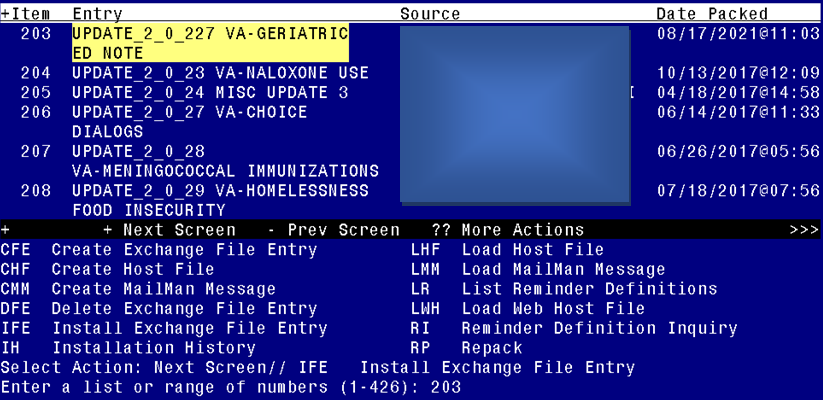 +Item Entry Source Date Packed
203 UPDATE_2_0_227 VA-GERIATRIC 08/17/2021@11:03
ED NOTE
204 UPDATE_2_0_23 VA-NALOXONE USE 10/13/2017@12:09
205 UPDATE_2_0_24 MISC UPDATE 3 04/18/2017@14:58
206 UPDATE_2_0_27 VA-CHOICE 06/14/2017@11:33
DIALOGS
207 UPDATE_2_0_28 06/26/2017@05:56
VA-MENINGOCOCCAL IMMUNIZATIONS
208 UPDATE_2_0_29 VA-HOMELESSNESS 07/18/2017@07:56
FOOD INSECURITY
+ + Next Screen - Prev Screen ?? More Actions >>>
CFE Create Exchange File Entry LHF Load Host File
CHF Create Host File LMM Load MailMan Message
CMM Create MailMan Message LR List Reminder Definitions
DFE Delete Exchange File Entry LWH Load Web Host File
IFE Install Exchange File Entry RI Reminder Definition Inquiry
IH Installation History RP Repack
Select Action: Next Screen// IFE Install Exchange File Entry
Enter a list or range of numbers (1-426): 203